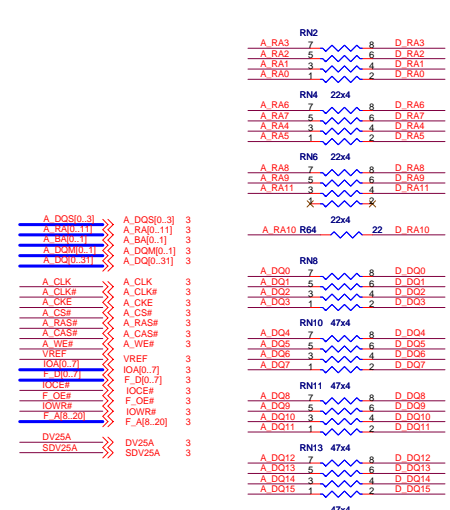 A_DQS[0..3] A_DQS[0..3] 3
A_RA[0..11] A_RA[0..11] 3
A_BA[0..1] A_BA[0..1] 3
A_DQM[0..1] A_DQM[0..1] 3
A_DQ[0..31] A_DQ[0..31] 3
A_CLK A_CLK 3
A_CLK# A_CLK# 3
A_CKE A_CKE 3
A_CS# A_CS# 3
A_RAS# A_RAS# 3
A_CAS# A_CAS# 3
A_WE# A_WE# 3
VREF VREF 3
IOA[0..7] IOA[0..7] 3
F_D[0..7] F_D[0..7] 3
IOCE# IOCE# 3
F_OE# F_OE# 3
IOWR# IOWR# 3
F_A[8..20] F_A[8..20] 3
DV25A DV25A 3
SDV25A SDV25A 3
RN2
A_RA3 7 8 D_RA3
A_RA2 5 6 D_RA2
A_RA1 3 4 D_RA1
A_RA0 1 2 D_RA0
RN4 22x4
A_RA6 7 8 D_RA6
A_RA7 5 6 D_RA7
A_RA4 3 4 D_RA4
A_RA5 1 2 D_RA5
RN6 22x4
A_RA8 7 8 D_RA8
A_RA9 5 6 D_RA9
A_RA11 3 4 D_RA11
1 2
22x4
A_RA10 R64 22 D_RA10
RN8
A_DQ0 7 8 D_DQ0
A_DQ1 5 6 D_DQ1
A_DQ2 3 4 D_DQ2
A_DQ3 1 2 D_DQ3
RN10 47x4
A_DQ4 7 8 D_DQ4
A_DQ5 5 6 D_DQ5
A_DQ6 3 4 D_DQ6
A_DQ7 1 2 D_DQ7
RN11 47x4
A_DQ8 7 8 D_DQ8
A_DQ9 5 6 D_DQ9
A_DQ10 3 4 D_DQ10
A_DQ11 1 2 D_DQ11
RN13 47x4
A_DQ12 7 8 D_DQ12
A_DQ13 5 6 D_DQ13
A_DQ14 3 4 D_DQ14
A_DQ15 1 2 D_DQ15
47x4